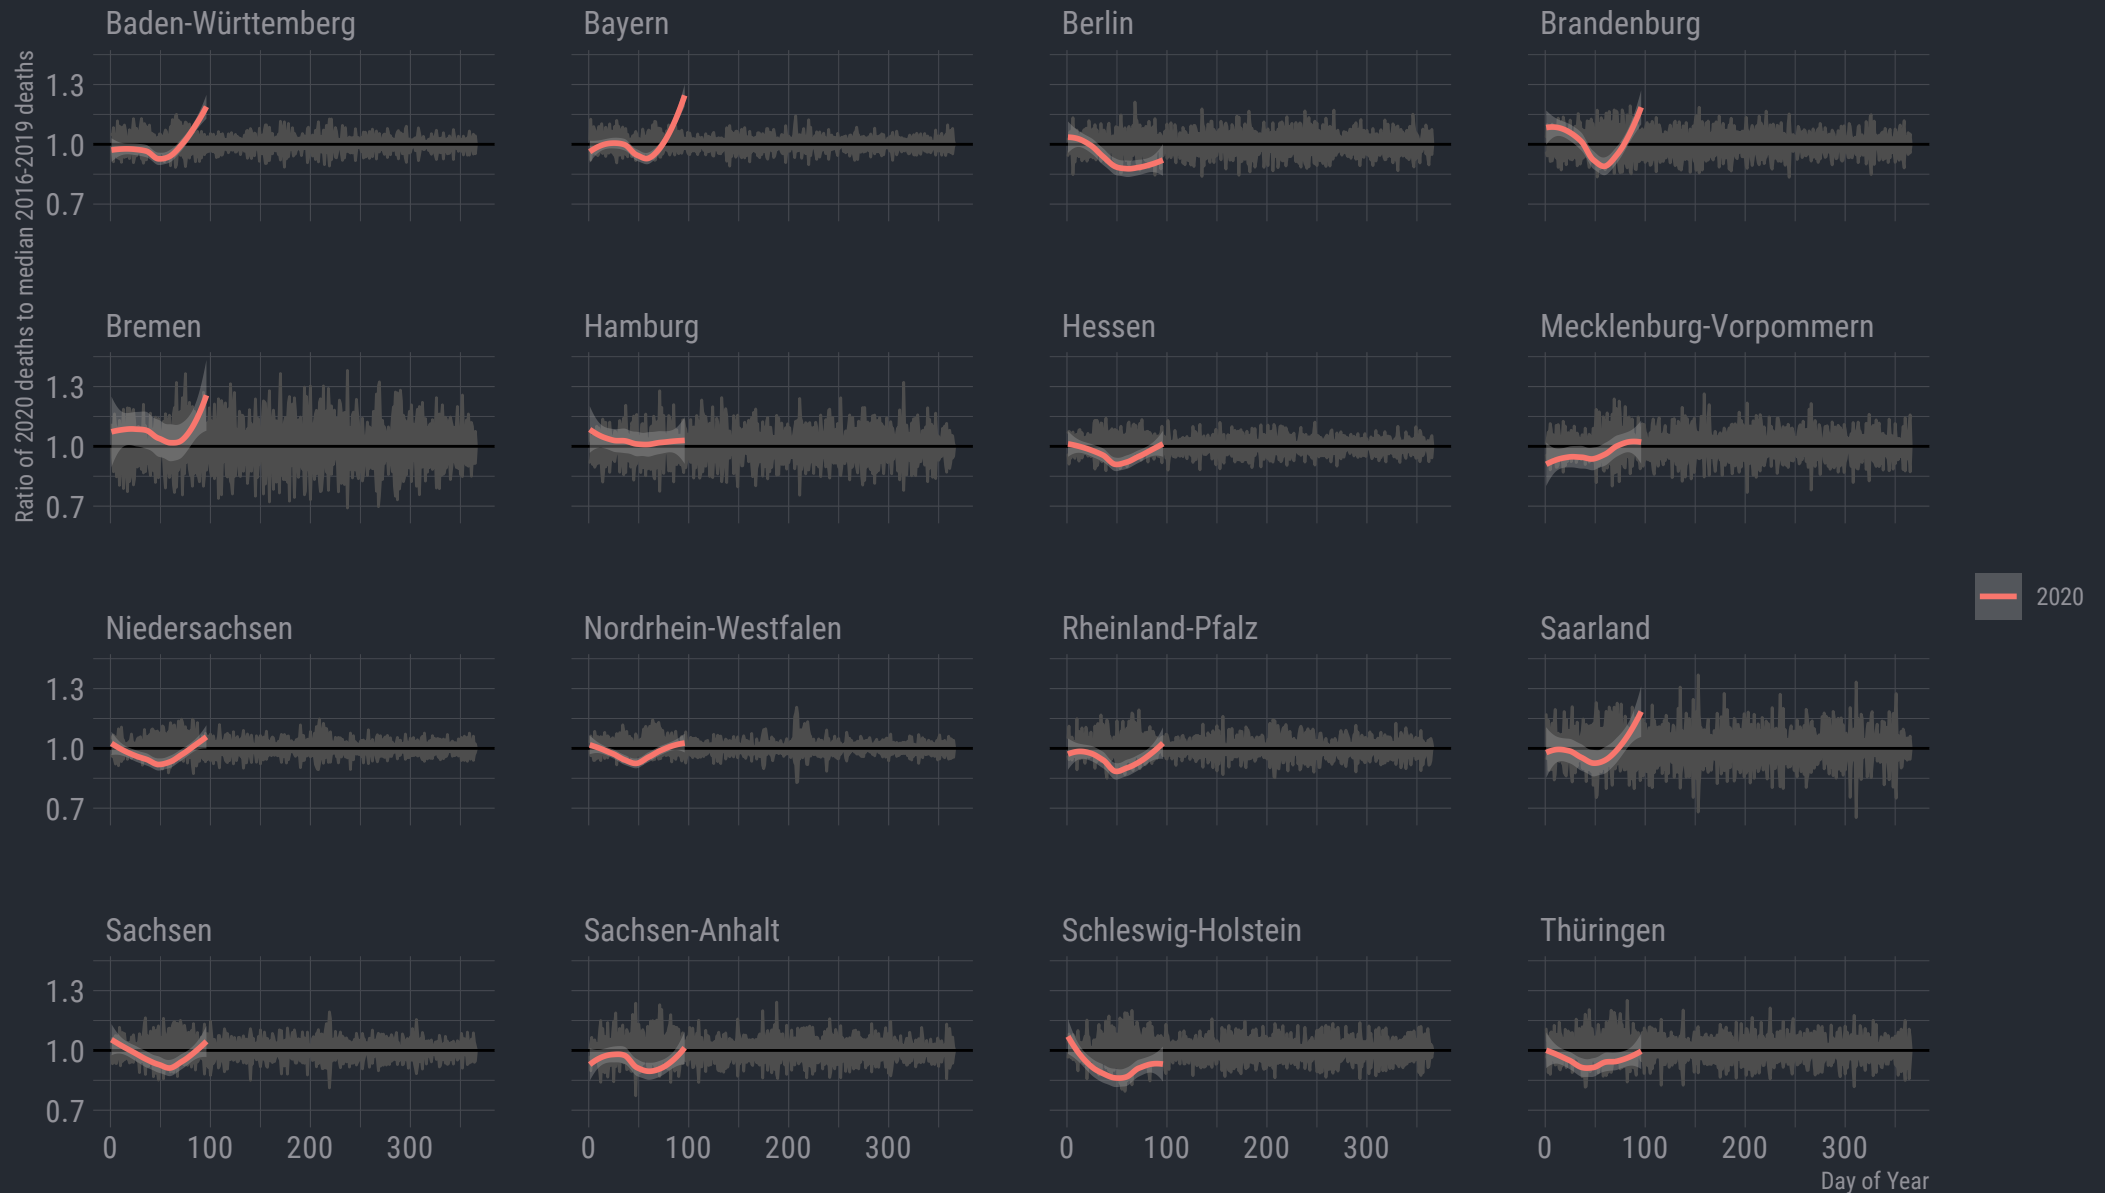 Ratio of 2020 deaths to median 2016-2019 deaths
Baden-Württemberg
Bayern
Berlin
Brandenburg
1.3
1.0
0.7
Bremen
Hamburg
Hessen
Mecklenburg-Vorpommern
1.3
1.0
0.7
2020
Niedersachsen
Nordrhein-Westfalen
Rheinland-Pfalz
Saarland
1.3
1.0
0.7
Sachsen
Sachsen-Anhalt
Schleswig-Holstein
Thüringen
1.3
1.0
0.7
0 100 200 300
0 100 200 300
0 100 200 300
0 100 200 300
Day of Year